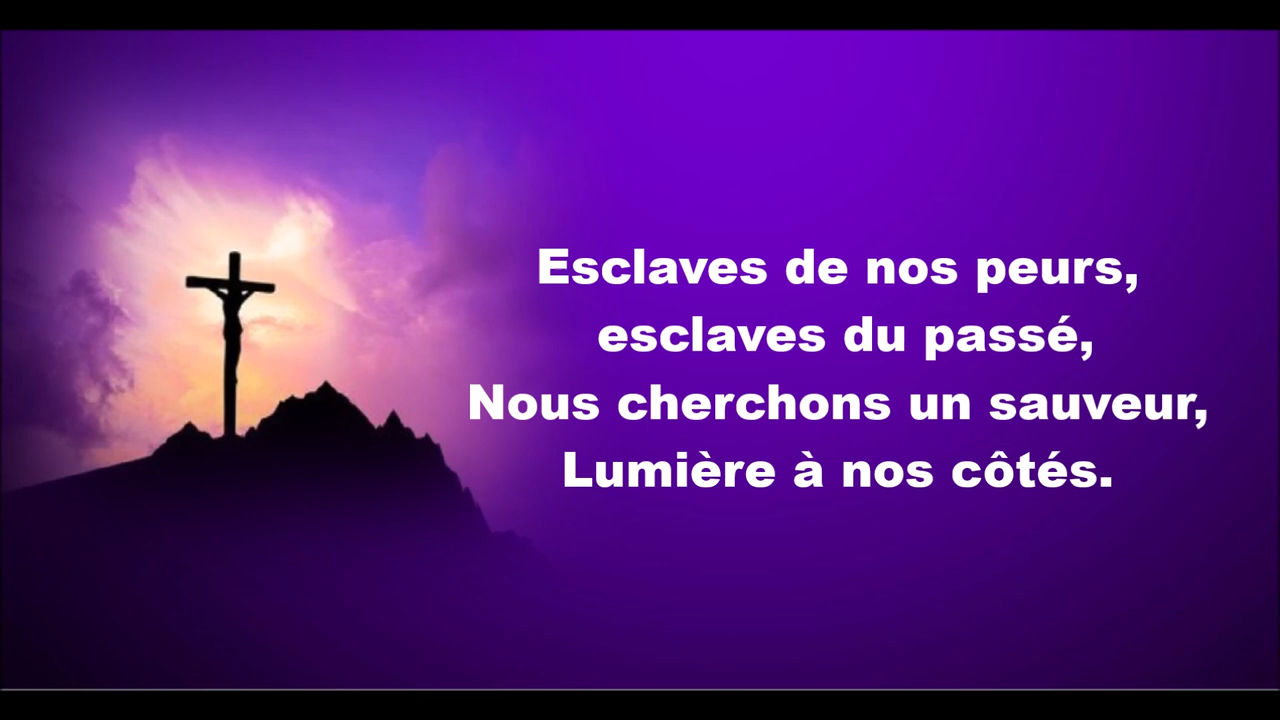 Esclaves de nos peurs,
esclaves du passé,
Nous cherchons un sauveur,
Lumière à nos côtés.